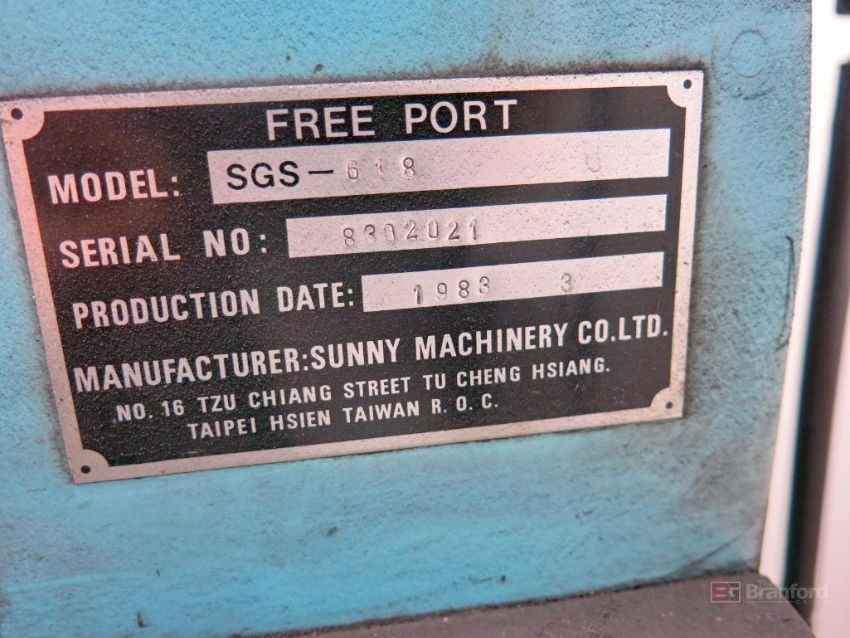 FREE PORT
MODEL: SGS-618
SERIAL NO: 8302021
PRODUCTION DATE: 1983 3
MANUFACTURER:SUNNY MACHINERY CO.LTD.
NO. 16 TZU CHIANG STREET TU CHENG HSIANG.
TAIPEI HSIEN TAIWAN R. O. C.
Branford